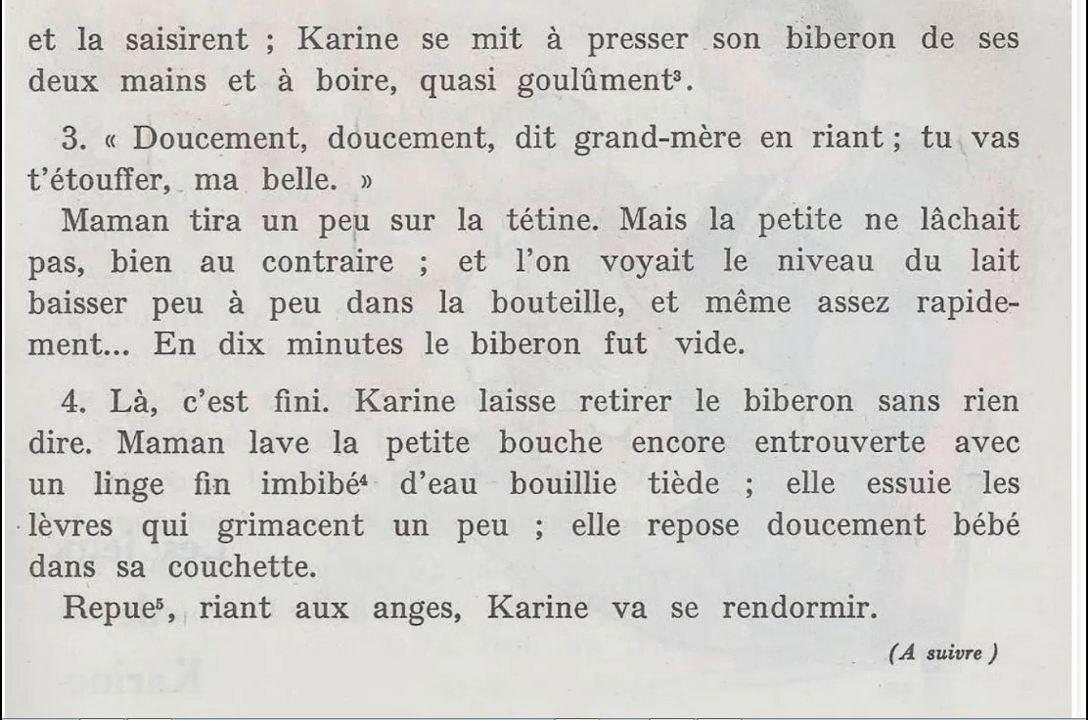 et la saisirent ; Karine se mit à presser son biberon de ses
deux mains et à boire, quasi goulûment³.
3. « Doucement, doucement, dit grand-mère en riant ; tu vas
t'étouffer, ma belle. »
Maman tira un peu sur la tétine. Mais la petite ne lâchait
pas, bien au contraire ; et l'on voyait le niveau du lait
baisser peu à peu dans la bouteille, et même assez rapide-
ment... En dix minutes le biberon fut vide.
4. Là, c'est fini. Karine laisse retirer le biberon sans rien
dire. Maman lave la petite bouche encore entrouverte avec
un linge fin imbibé⁴ d'eau bouillie tiède ; elle essuie les
lèvres qui grimacent un peu ; elle repose doucement bébé
dans sa couchette.
Repue⁵, riant aux anges, Karine va se rendormir.
(A suivre)